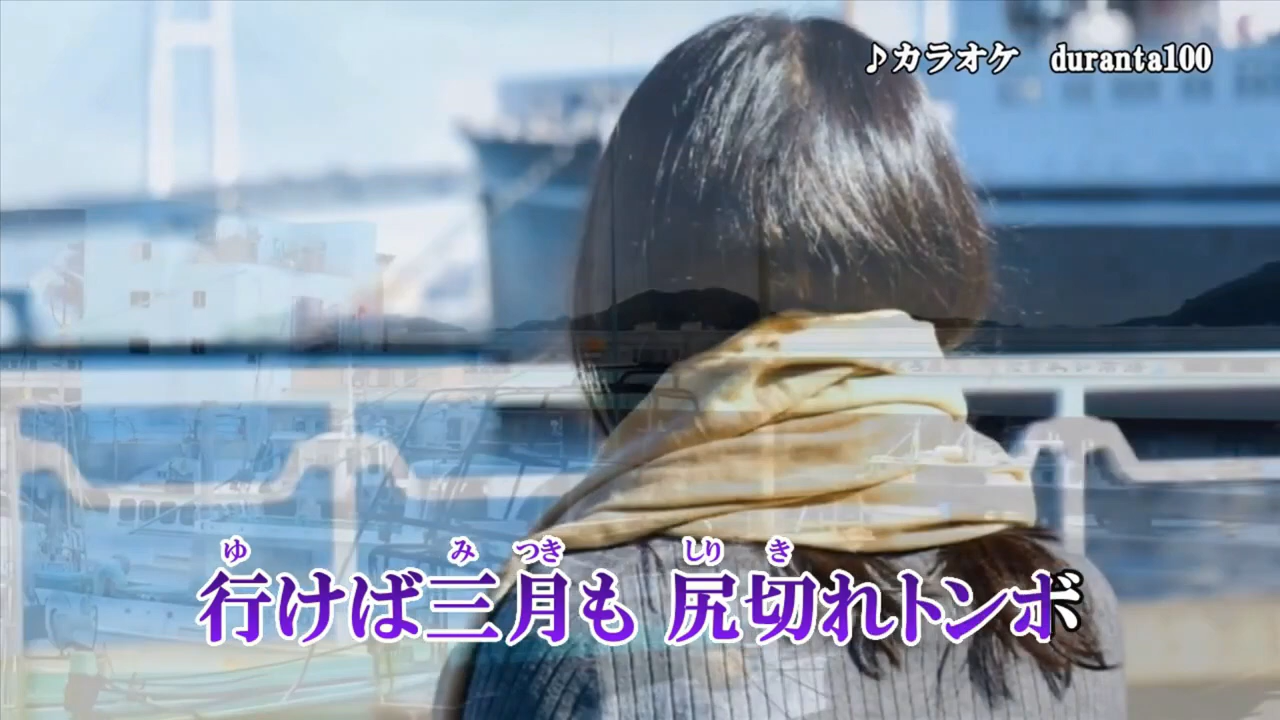 ♪カラオケ　duranta100
ゆ み つき しり き
行けば三月も 尻切れトンボ